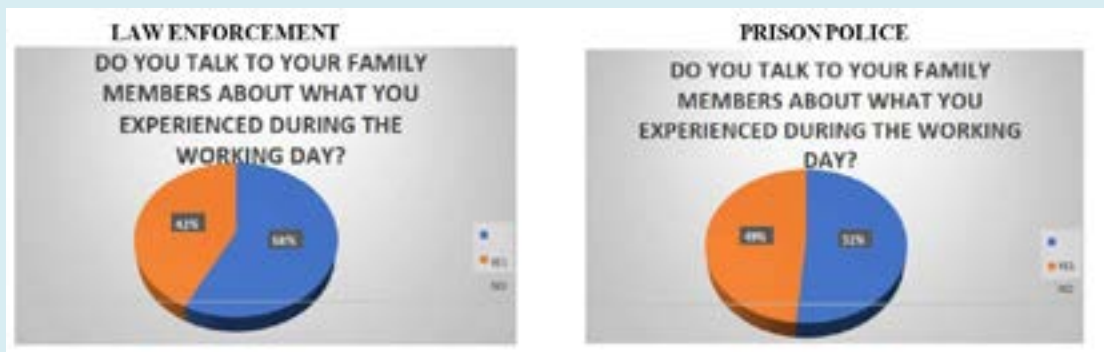 LAW ENFORCEMENT
DO YOU TALK TO YOUR FAMILY
MEMBERS ABOUT WHAT YOU
EXPERIENCED DURING THE
WORKING DAY?
42%
YES
NO
PRISON POLICE
DO YOU TALK TO YOUR FAMILY
MEMBERS ABOUT WHAT YOU
EXPERIENCED DURING THE WORKING
DAY?
49%
51%
YES
NO